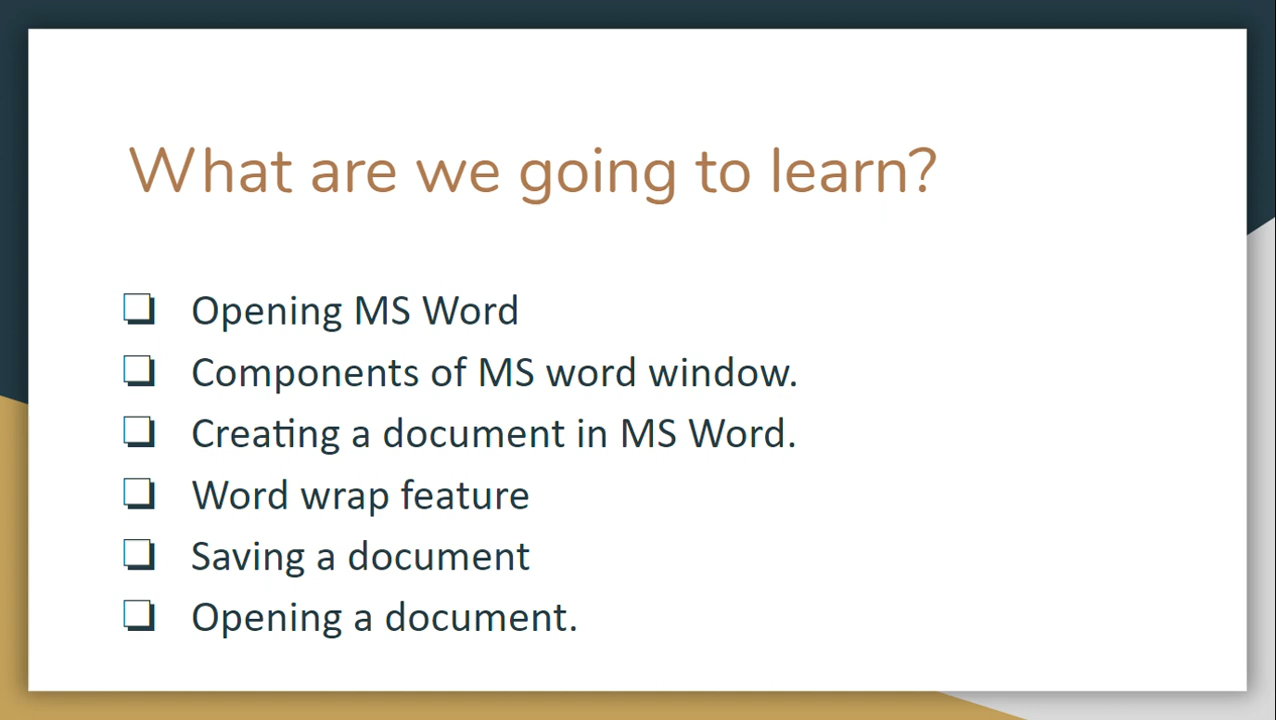 What are we going to learn?
❑ Opening MS Word
❑ Components of MS word window.
❑ Creating a document in MS Word.
❑ Word wrap feature
❑ Saving a document
❑ Opening a document.